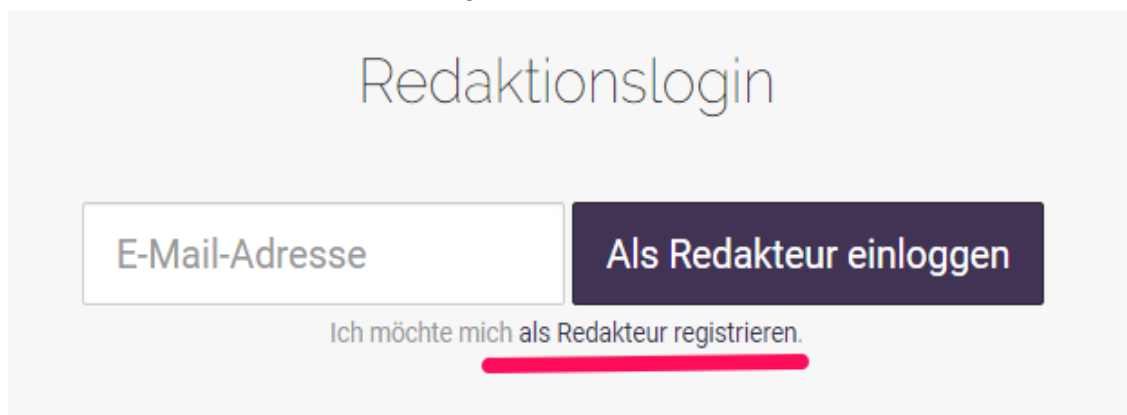 Redaktionslogin
E-Mail-Adresse
Als Redakteur einloggen
Ich möchte mich als Redakteur registrieren.